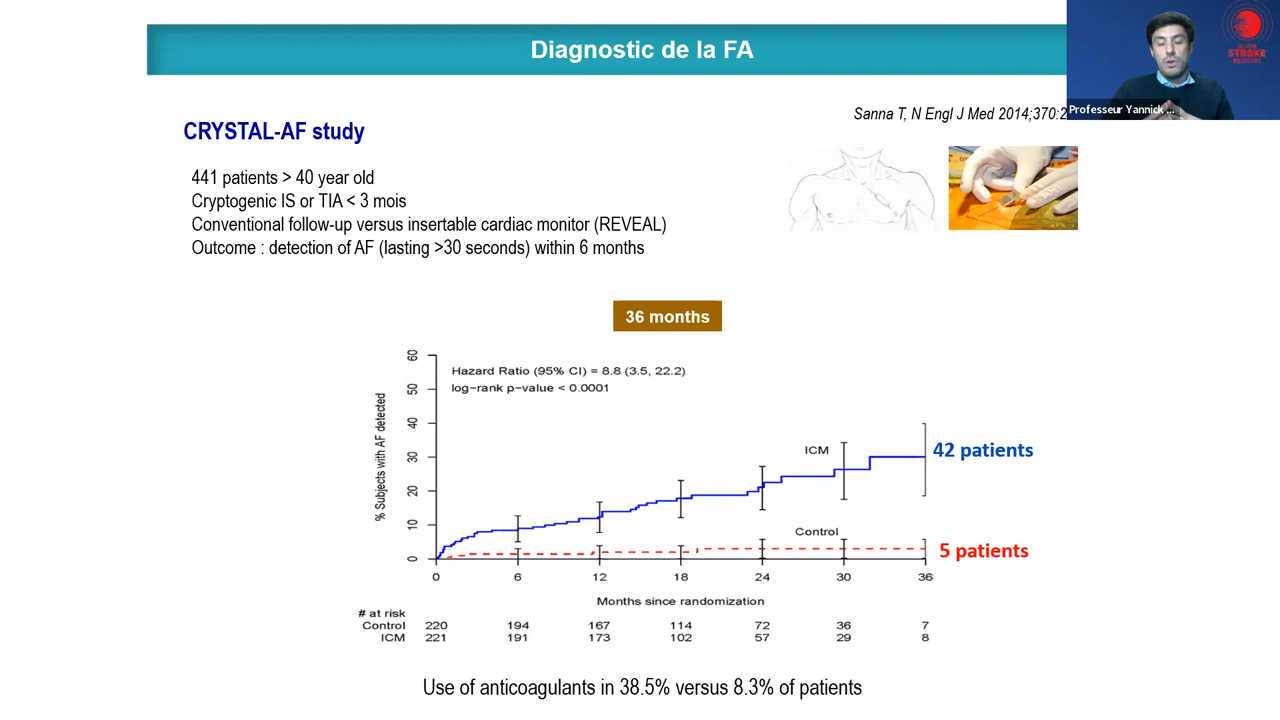 Diagnostic de la FA
STROKE
REGISTRY
Professeur Yannick ...
Sanna T, N Engl J Med 2014;370:2
CRYSTAL-AF study
441 patients > 40 year old
Cryptogenic IS or TIA < 3 mois
Conventional follow-up versus insertable cardiac monitor (REVEAL)
Outcome : detection of AF (lasting >30 seconds) within 6 months
36 months
Hazard Ratio (95% CI) = 8.8 (3.5, 22.2)
log-rank p-value < 0.0001
% Subjects with AF detected
60
50
40
30
20
10
0
ICM
42 patients
Control
5 patients
0 6 12 18 24 30 36
Months since randomization
# at risk
Control 220 194 167 114 72 36 7
ICM 221 191 173 102 57 29 8
Use of anticoagulants in 38.5% versus 8.3% of patients